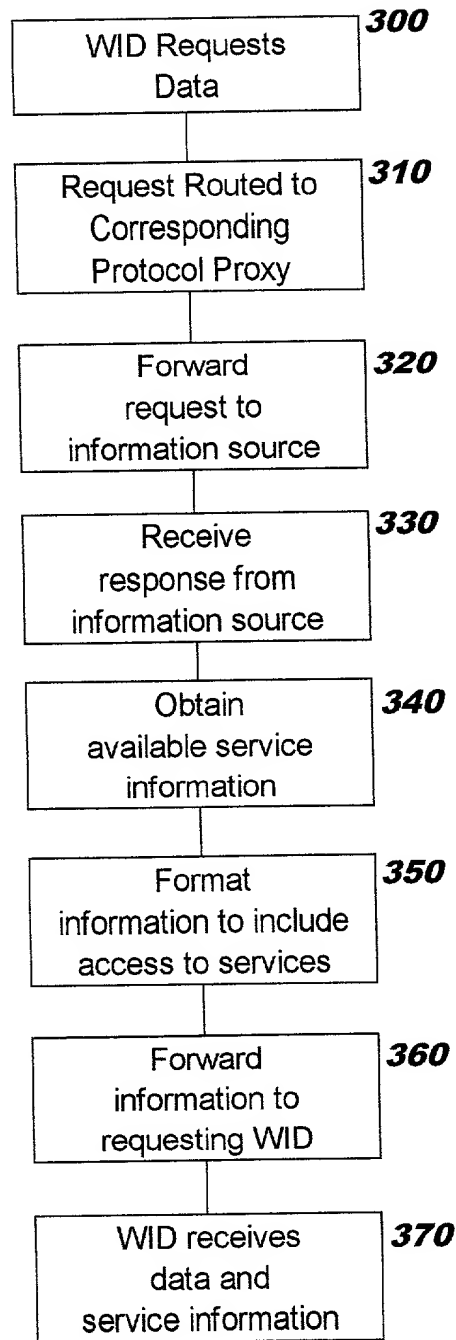 300
WID Requests
Data
310
Request Routed to
Corresponding
Protocol Proxy
320
Forward
request to
information source
330
Receive
response from
information source
340
Obtain
available service
information
350
Format
information to include
access to services
360
Forward
information to
requesting WID
370
WID receives
data and
service information